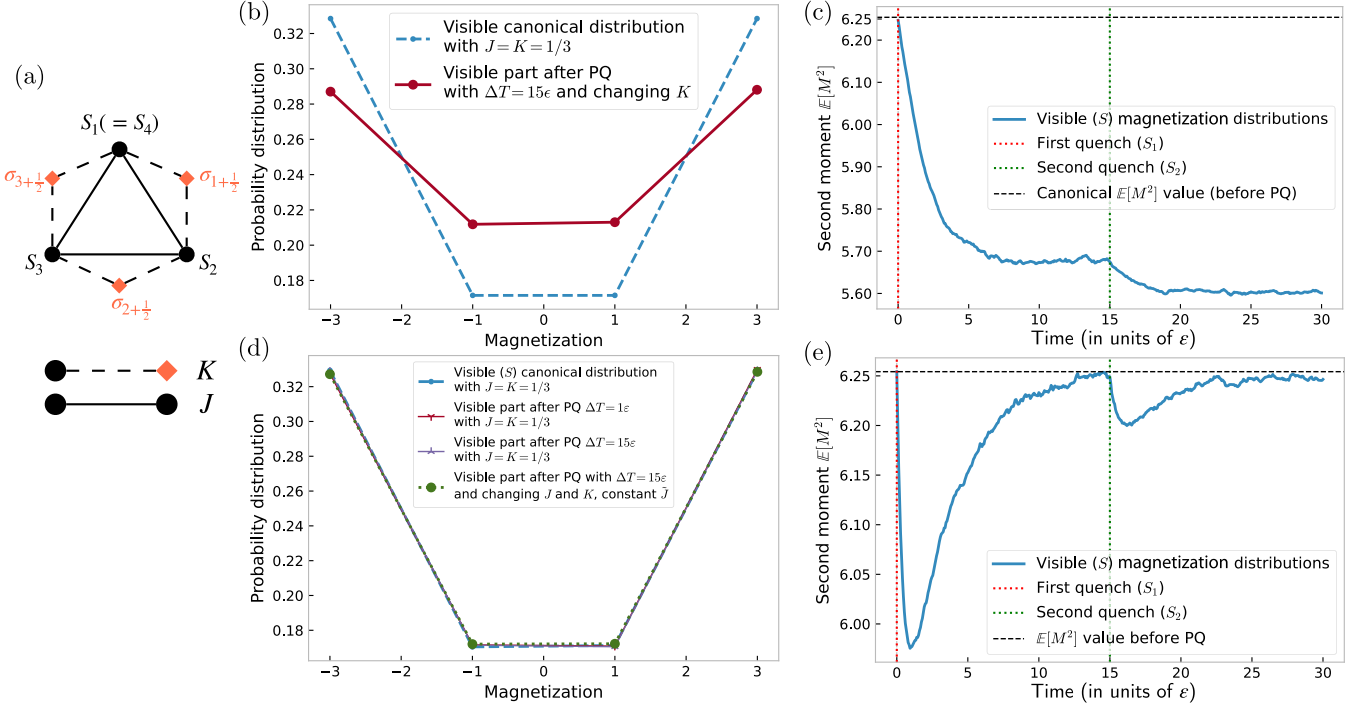 (a)
S₁(= S₄)
σ₃₊½
σ₁₊½
S₃
S₂
σ₂₊½
K
J
(b)
Probability distribution
0.32
0.30
0.28
0.26
0.24
0.22
0.20
0.18
Visible canonical distribution
with J = K = 1/3
Visible part after PQ
with ΔT = 15ϵ and changing K
−3
−2
−1
0
1
2
3
Magnetization
(c)
Second moment 𝔼[M²]
6.25
6.00
5.90
5.80
5.70
5.60
Visible (S) magnetization distributions
First quench (S₁)
Second quench (S₂)
Canonical 𝔼[M²] value (before PQ)
0
5
10
15
20
25
30
Time (in units of ε)
(d)
Probability distribution
0.32
0.30
0.28
0.26
0.24
0.22
0.20
0.18
Visible (S) canonical distribution
with J = K = 1/3
Visible part after PQ ΔT = 1ε
with J = K = 1/3
Visible part after PQ ΔT = 15ε
with J = K = 1/3
Visible part after PQ with ΔT = 15ε
and changing J and K, constant J̃
−3
−2
−1
0
1
2
3
Magnetization
(e)
Second moment 𝔼[M²]
6.25
6.20
6.15
6.10
6.05
6.00
Visible (S) magnetization distributions
First quench (S₁)
Second quench (S₂)
𝔼[M²] value before PQ
0
5
10
15
20
25
30
Time (in units of ε)